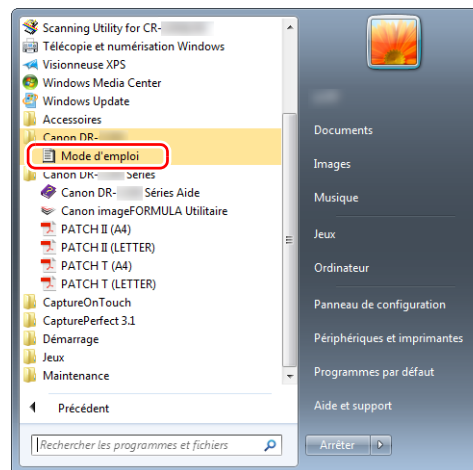 Scanning Utility for CR-
Télécopie et numérisation Windows
Visionneuse XPS
Windows Media Center
Windows Update
Accessoires
Canon DR-
Mode d'emploi
Canon DR- Séries
Canon DR- Séries Aide
Canon imageFORMULA Utilitaire
PATCH II (A4)
PATCH II (LETTER)
PATCH T (A4)
PATCH T (LETTER)
CaptureOnTouch
CapturePerfect 3.1
Démarrage
Jeux
Maintenance
Précédent
Rechercher les programmes et fichiers
Documents
Images
Musique
Jeux
Ordinateur
Panneau de configuration
Périphériques et imprimantes
Programmes par défaut
Aide et support
Arrêter